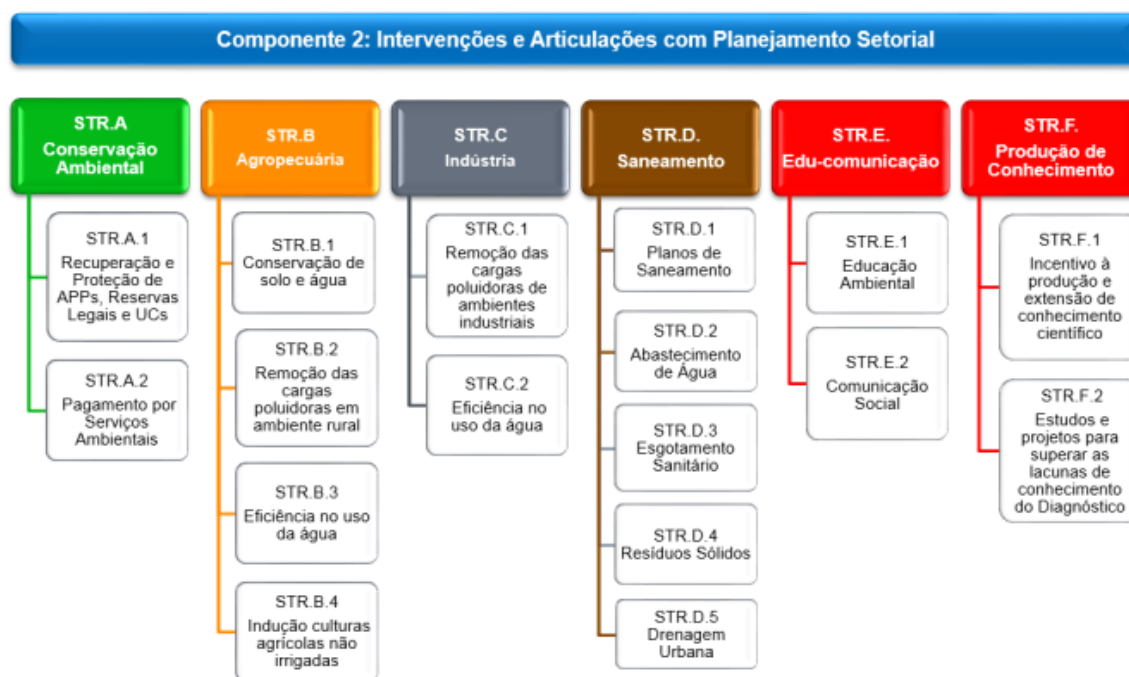 Componente 2: Intervenções e Articulações com Planejamento Setorial
STR.A
Conservação
Ambiental
STR.A.1
Recuperação e
Proteção de
APPs, Reservas
Legais e UCs
STR.A.2
Pagamento por
Serviços
Ambientais
STR.B
Agropecuária
STR.B.1
Conservação de
solo e água
STR.B.2
Remoção das
cargas
poluidoras em
ambiente rural
STR.B.3
Eficiência no uso
da água
STR.B.4
Indução culturas
agrícolas não
irrigadas
STR.C
Indústria
STR.C.1
Remoção das
cargas
poluidoras de
ambientes
industriais
STR.C.2
Eficiência no
uso da água
STR.D.
Saneamento
STR.D.1
Planos de
Saneamento
STR.D.2
Abastecimento
de Água
STR.D.3
Esgotamento
Sanitário
STR.D.4
Resíduos Sólidos
STR.D.5
Drenagem
Urbana
STR.E.
Edu-comunicação
STR.E.1
Educação
Ambiental
STR.E.2
Comunicação
Social
STR.F.
Produção de
Conhecimento
STR.F.1
Incentivo à
produção e
extensão de
conhecimento
científico
STR.F.2
Estudos e
projetos para
superar as
lacunas de
conhecimento
do Diagnóstico